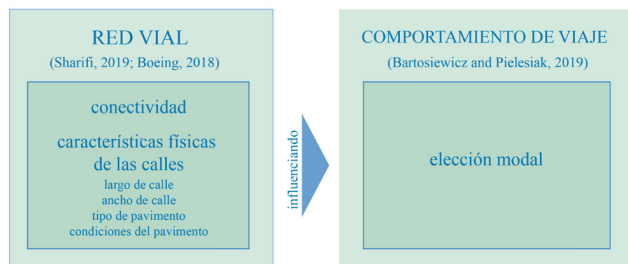 RED VIAL
(Sharifi, 2019; Boeing, 2018)
conectividad
características físicas
de las calles
largo de calle
ancho de calle
tipo de pavimento
condiciones del pavimento
influenciando
COMPORTAMIENTO DE VIAJE
(Bartosiewicz and Pielesiak, 2019)
elección modal